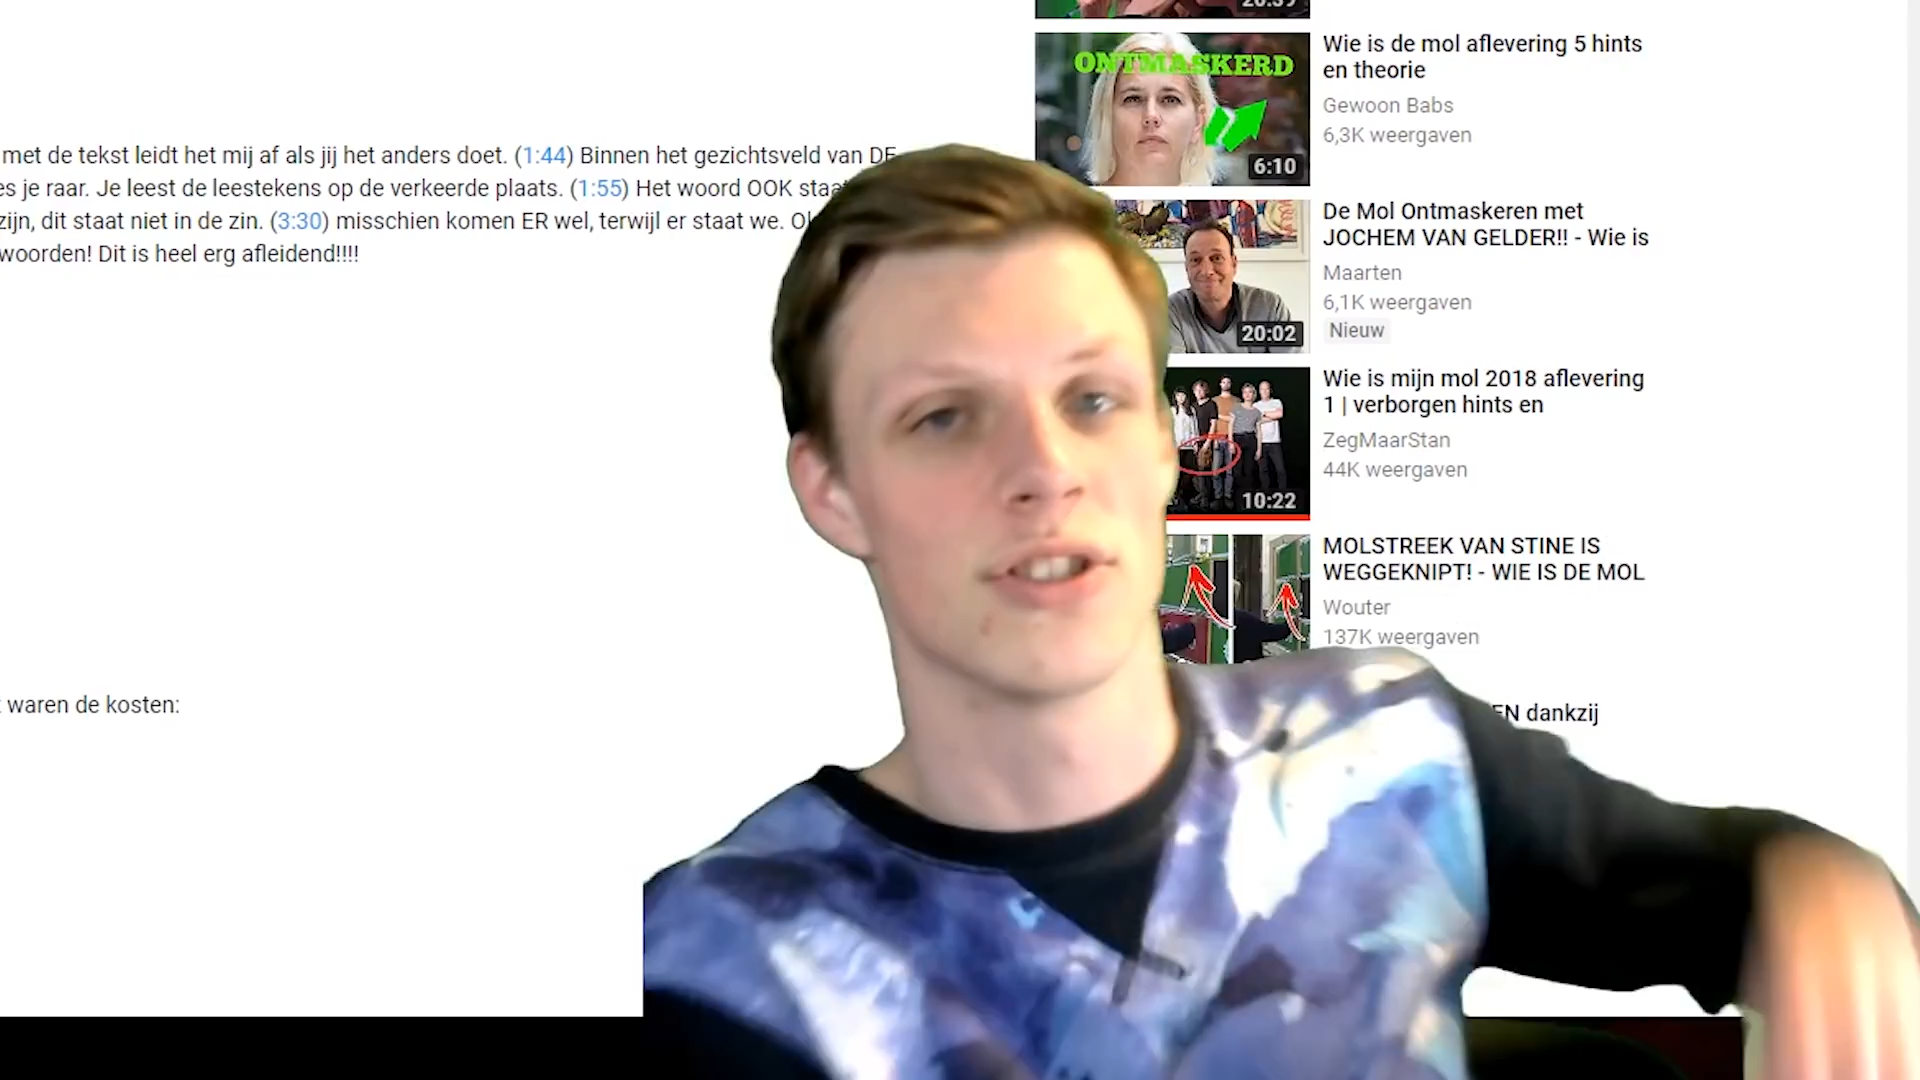 met de tekst leidt het mij af als jij het anders doet. (1:44) Binnen het gezichtsveld van DE
es je raar. Je leest de leestekens op de verkeerde plaats. (1:55) Het woord OOK staat
zijn, dit staat niet in de zin. (3:30) misschien komen ER wel, terwijl er staat we.
woorden! Dit is heel erg afleidend!!!!
waren de kosten:
20:39
ONTMASKERD
6:10
Wie is de mol aflevering 5 hints
en theorie
Gewoon Babs
6,3K weergaven
20:02
De Mol Ontmaskeren met
JOCHEM VAN GELDER!! - Wie is
Maarten
6,1K weergaven
Nieuw
10:22
Wie is mijn mol 2018 aflevering
1 | verborgen hints en
ZegMaarStan
44K weergaven
MOLSTREEK VAN STINE IS
WEGGEKNIPT! - WIE IS DE MOL
Wouter
137K weergaven
EN dankzij